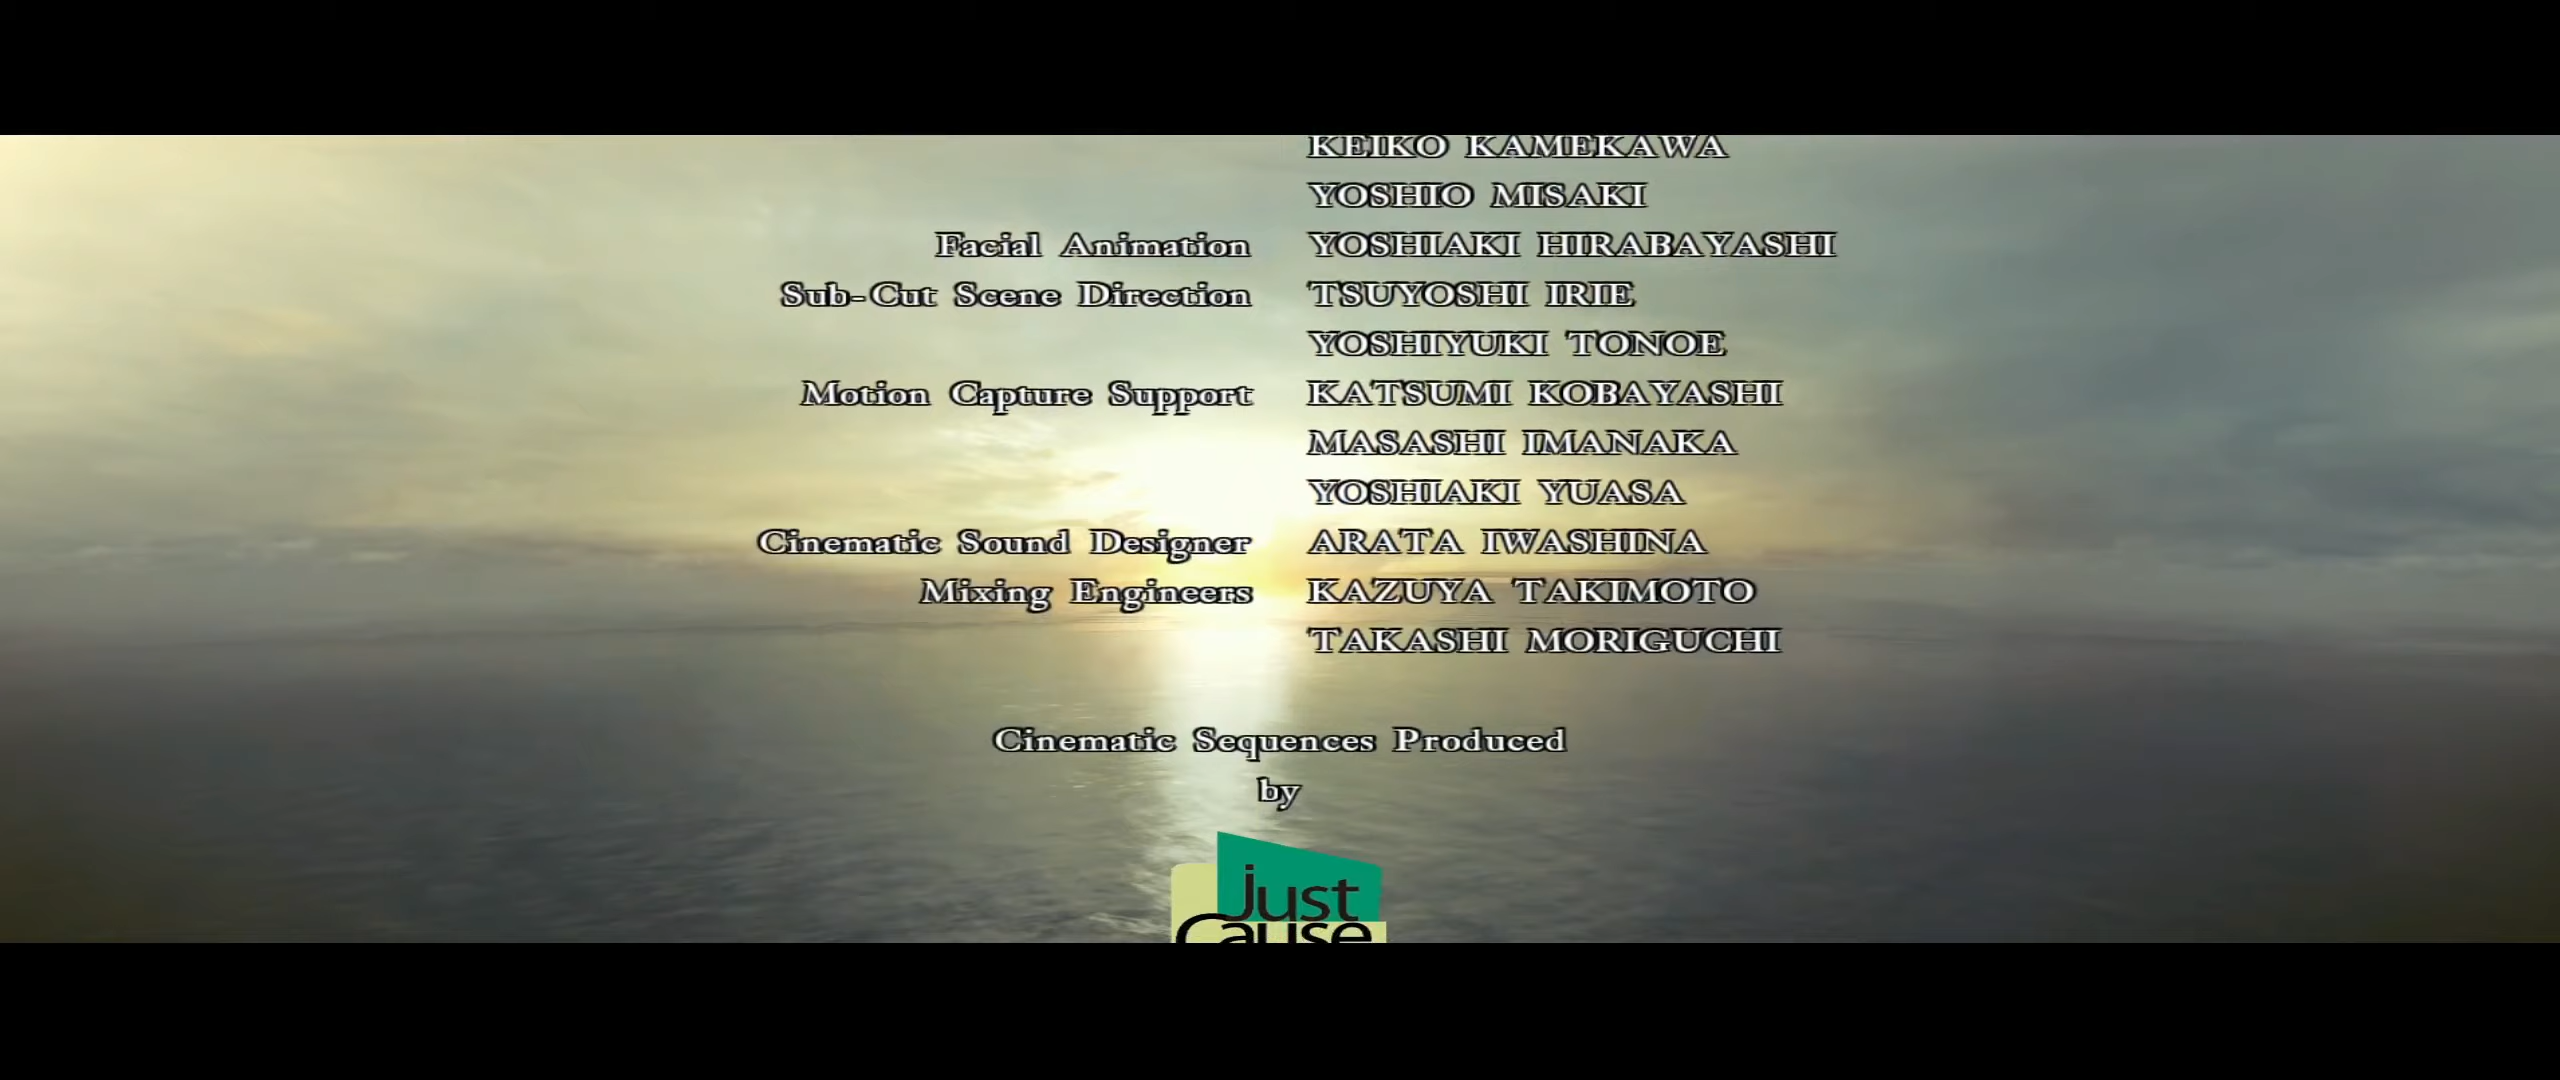 KEIKO KAMEKAWA
YOSHIO MISAKI
Facial Animation YOSHIAKI HIRABAYASHI
Sub-Cut Scene Direction TSUYOSHI IRIE
YOSHIYUKI TONOE
Motion Capture Support KATSUMI KOBAYASHI
MASASHI IMANAKA
YOSHIAKI YUASA
Cinematic Sound Designer ARATA IWASHINA
Mixing Engineers KAZUYA TAKIMOTO
TAKASHI MORIGUCHI
Cinematic Sequences Produced
by
just
Cause